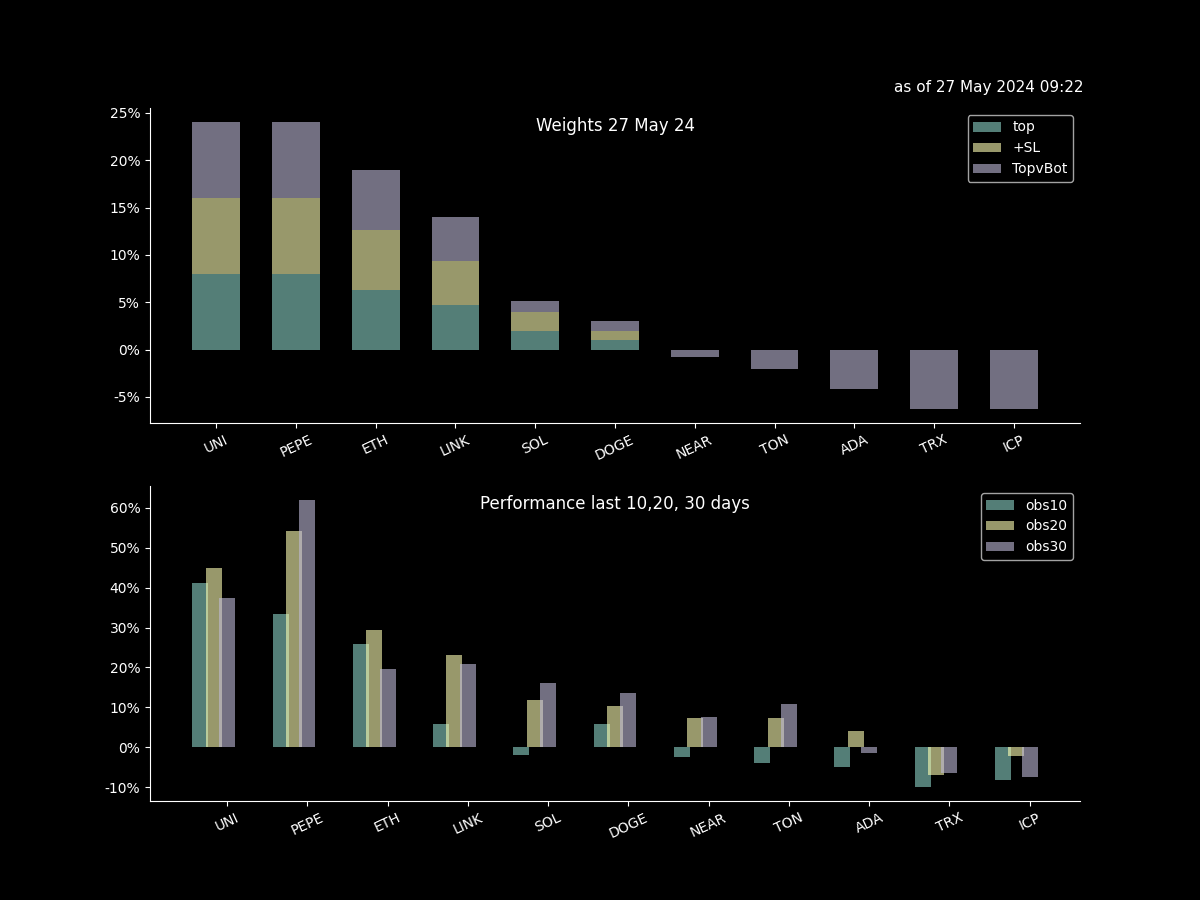 as of 27 May 2024 09:22
Weights 27 May 24
top
+SL
TopvBot
25%
20%
15%
10%
5%
0%
-5%
UNI PEPE ETH LINK SOL DOGE NEAR TON ADA TRX ICP
Performance last 10,20, 30 days
obs10
obs20
obs30
60%
50%
40%
30%
20%
10%
0%
-10%
UNI PEPE ETH LINK SOL DOGE NEAR TON ADA TRX ICP